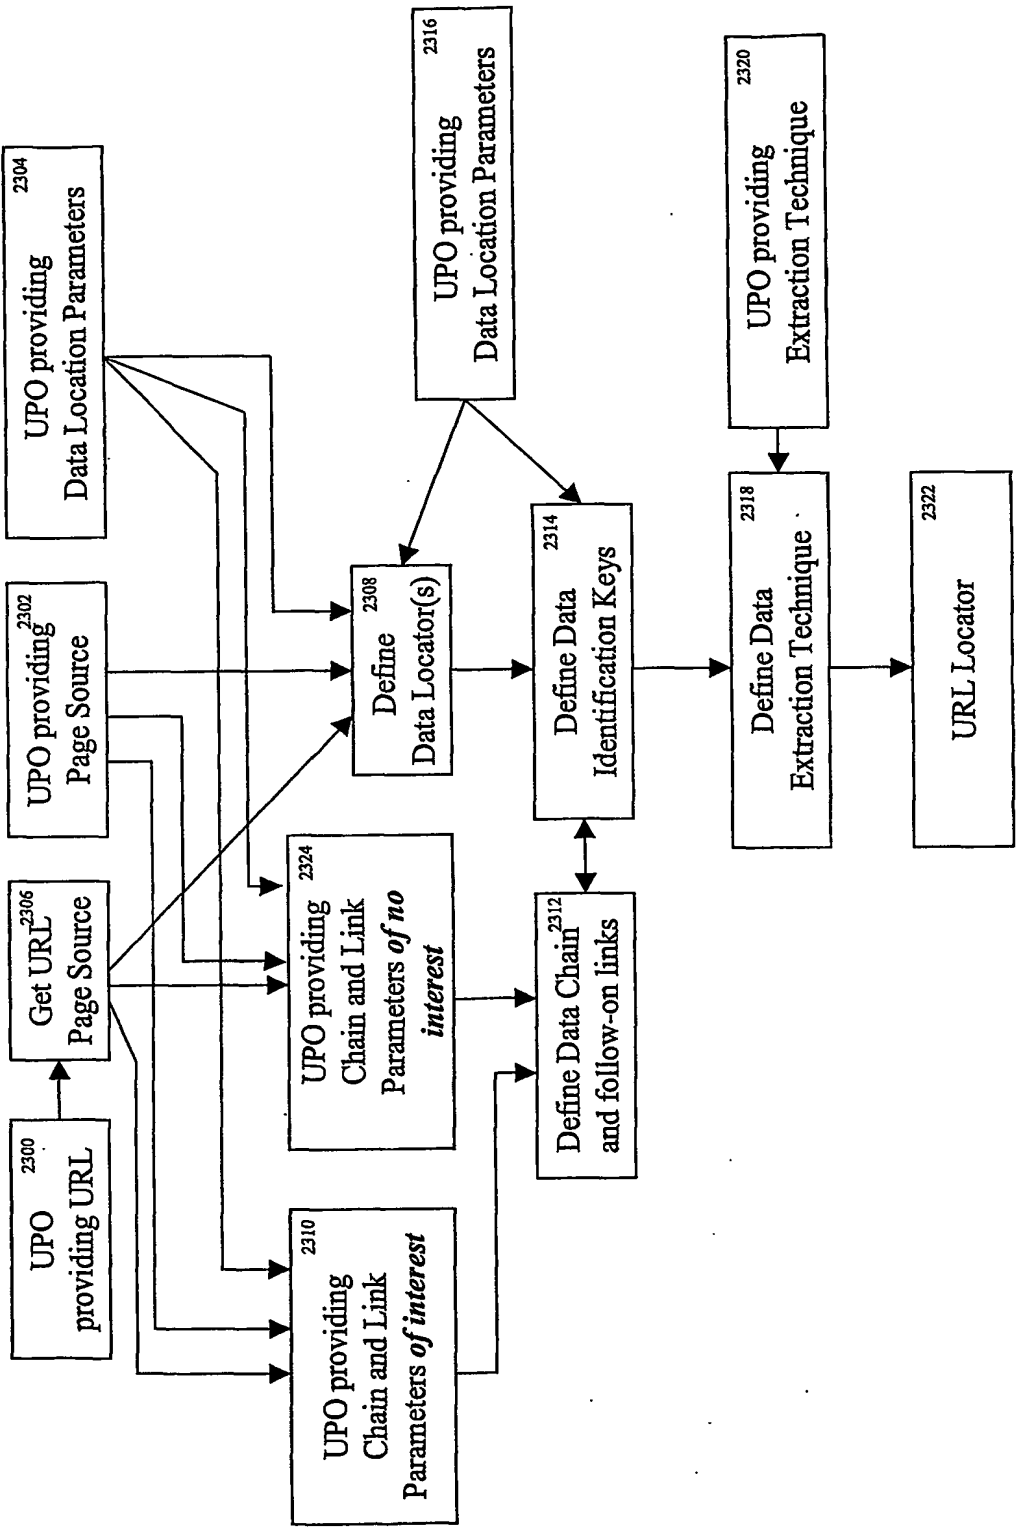 2300
UPO
providing URL
2306
Get URL
Page Source
2302
UPO providing
Page Source
2304
UPO providing
Data Location Parameters
2310
UPO providing
Chain and Link
Parameters of interest
2324
UPO providing
Chain and Link
Parameters of no
interest
2308
Define
Data Locator(s)
2316
UPO providing
Data Location Parameters
2312
Define Data Chain
and follow-on links
2314
Define Data
Identification Keys
2318
Define Data
Extraction Technique
2320
UPO providing
Extraction Technique
2322
URL Locator